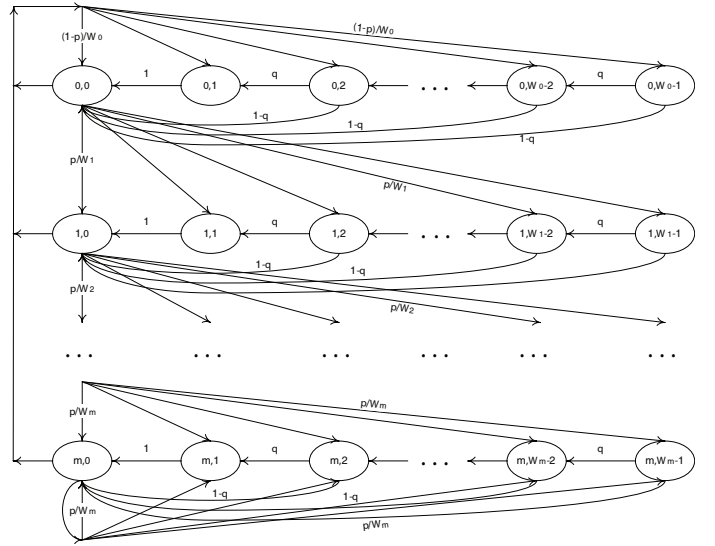 (1-p)/W0
(1-p)/W0
0,0 1 0,1 q 0,2 ... 0,W0-2 q 0,W0-1
1-q 1-q 1-q
p/W1
p/W1
1,0 1 1,1 q 1,2 ... 1,W1-2 q 1,W1-1
1-q 1-q
p/W2
p/W2
... ... ... ... ... ...
p/Wm
p/Wm
m,0 1 m,1 q m,2 ... m,Wm-2 q m,Wm-1
1-q 1-q
p/Wm
p/Wm